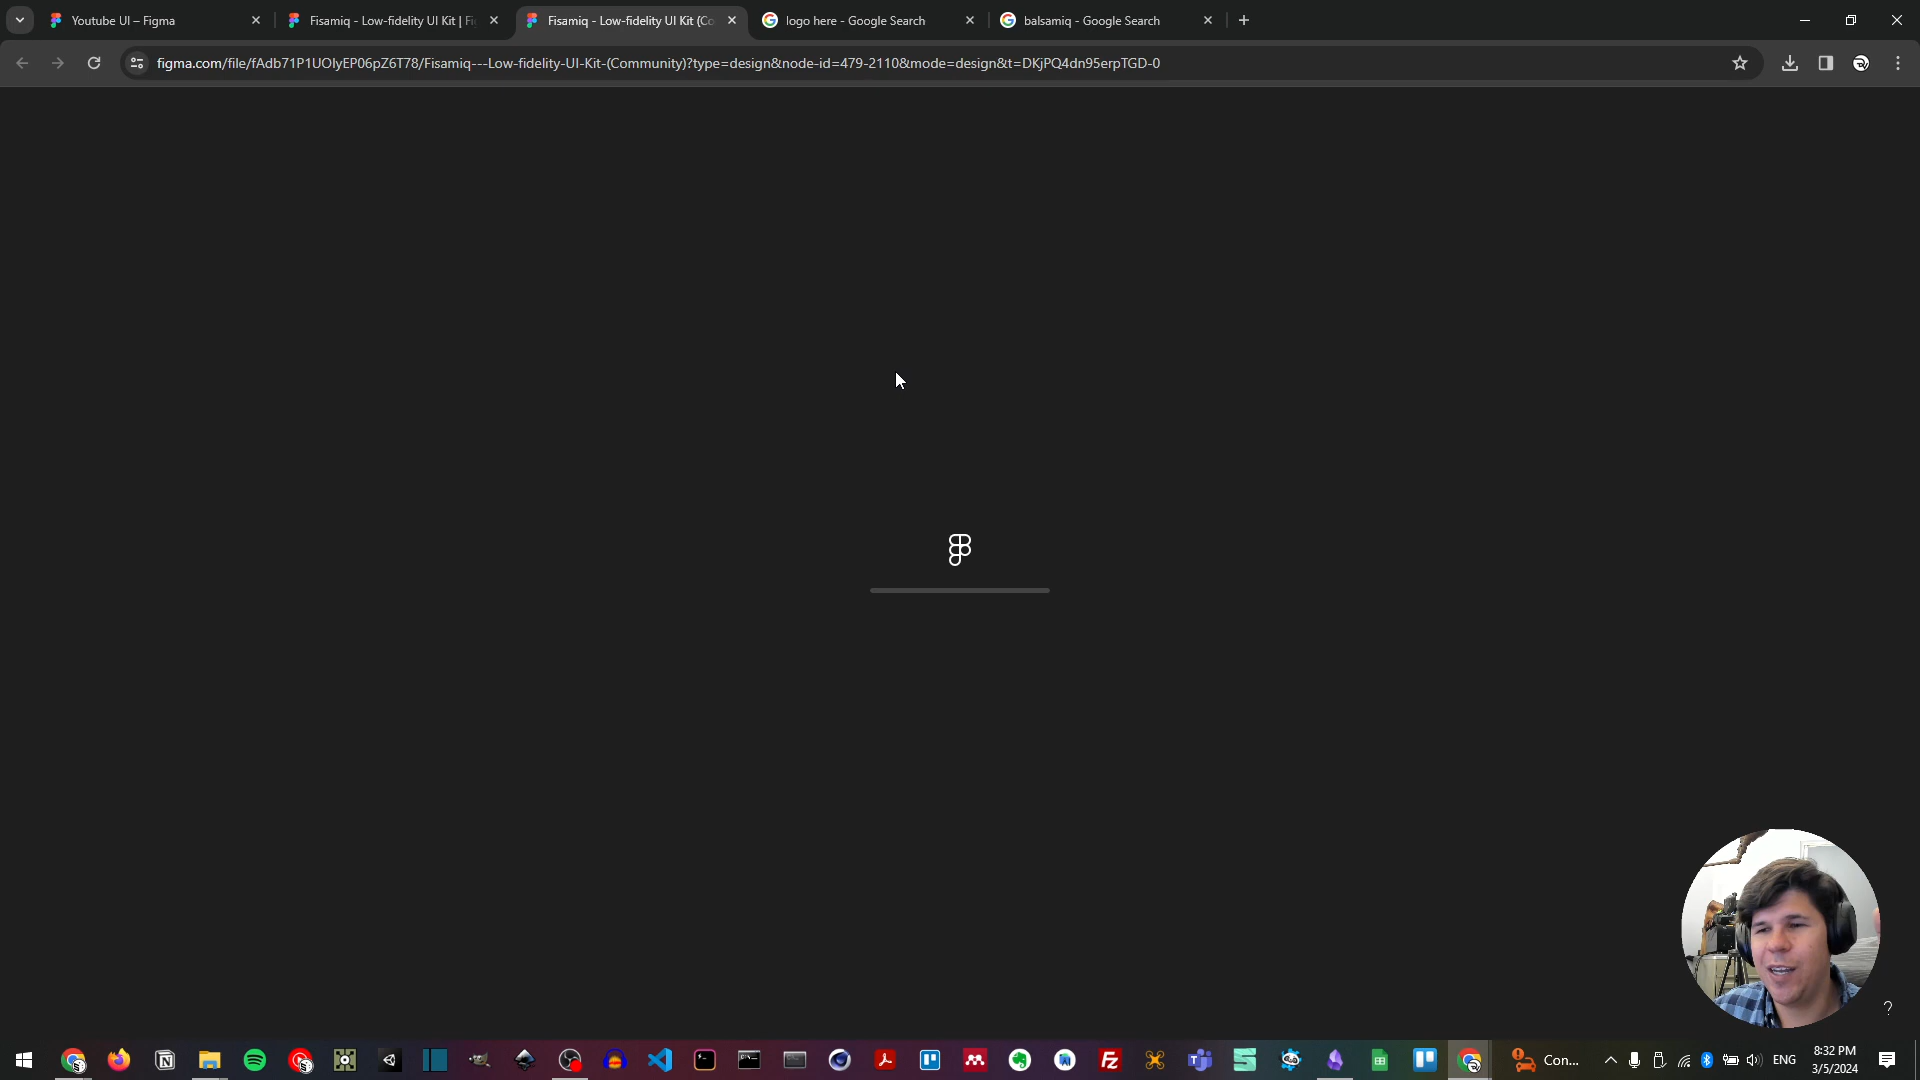 Youtube UI – Figma
Fisamiq - Low-fidelity UI Kit | Fi
Fisamiq - Low-fidelity UI Kit (Co
logo here - Google Search
balsamiq - Google Search
figma.com/file/fAdb71P1UOlyEP06pZ6T78/Fisamiq---Low-fidelity-UI-Kit-(Community)?type=design&node-id=479-2110&mode=design&t=DKjPQ4dn95erpTGD-0
?
Con...
ENG
8:32 PM
3/5/2024